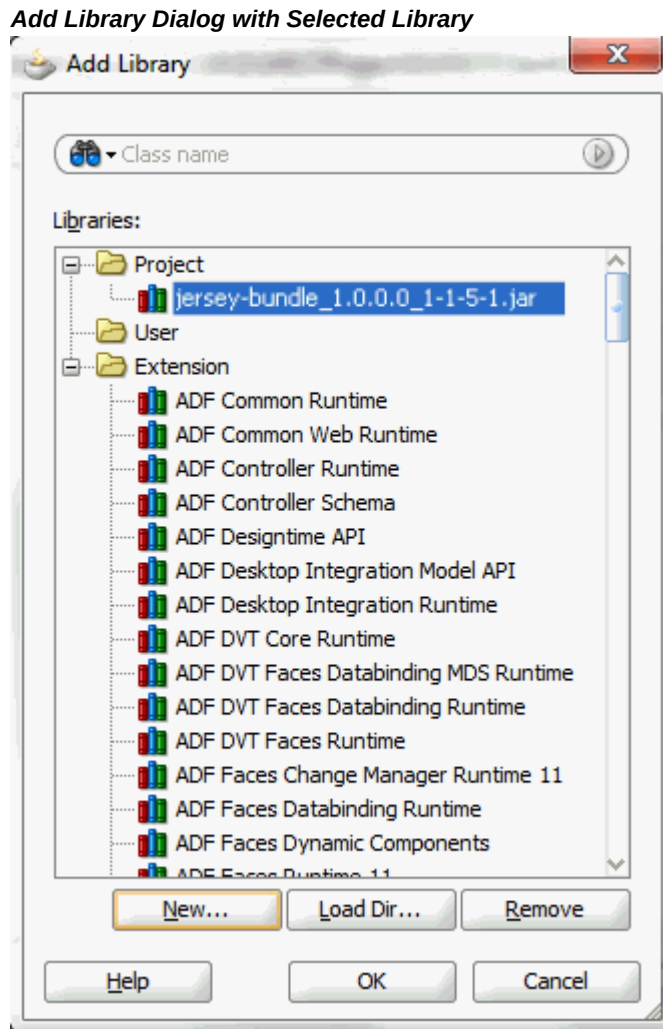 Add Library Dialog with Selected Library
Add Library
Class name
Libraries:
Project
jersey-bundle_1.0.0.0_1-1-5-1.jar
User
Extension
ADF Common Runtime
ADF Common Web Runtime
ADF Controller Runtime
ADF Controller Schema
ADF Designtime API
ADF Desktop Integration Model API
ADF Desktop Integration Runtime
ADF DVT Core Runtime
ADF DVT Faces Databinding MDS Runtime
ADF DVT Faces Databinding Runtime
ADF DVT Faces Runtime
ADF Faces Change Manager Runtime 11
ADF Faces Databinding Runtime
ADF Faces Dynamic Components
ADF Faces Runtime 11
New... Load Dir... Remove
Help OK Cancel